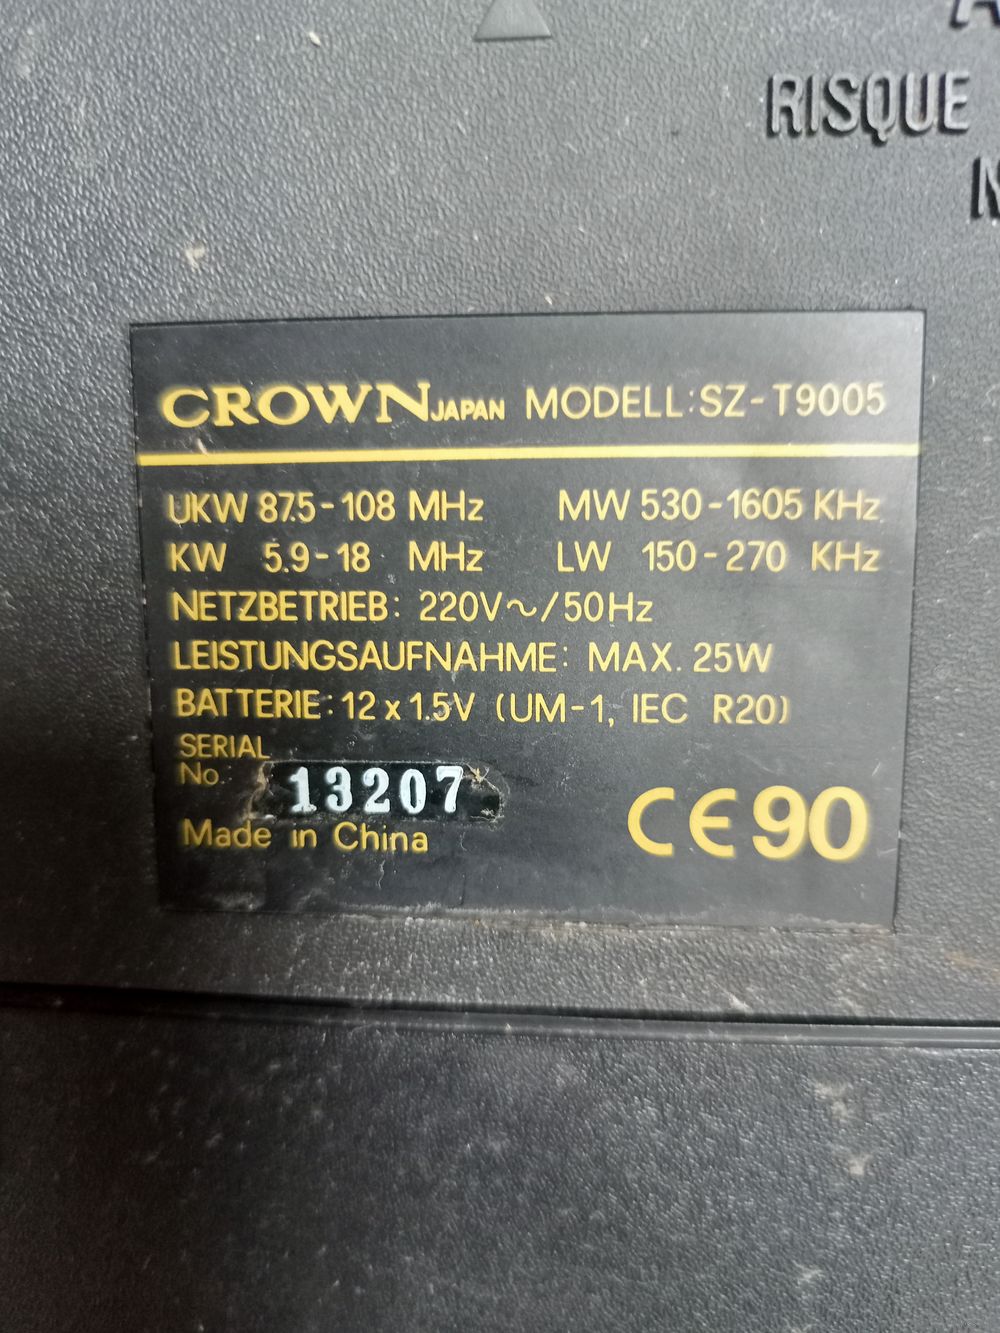 RISQUE
CROWN JAPAN MODELL: SZ-T9005
UKW 87.5-108 MHz MW 530-1605 KHz
KW 5.9-18 MHz LW 150-270 KHz
NETZBETRIEB: 220V~/50Hz
LEISTUNGSAUFNAHME: MAX. 25W
BATTERIE: 12 x 1.5V (UM-1, IEC R20)
SERIAL
No.: 13207
Made in China
CE90